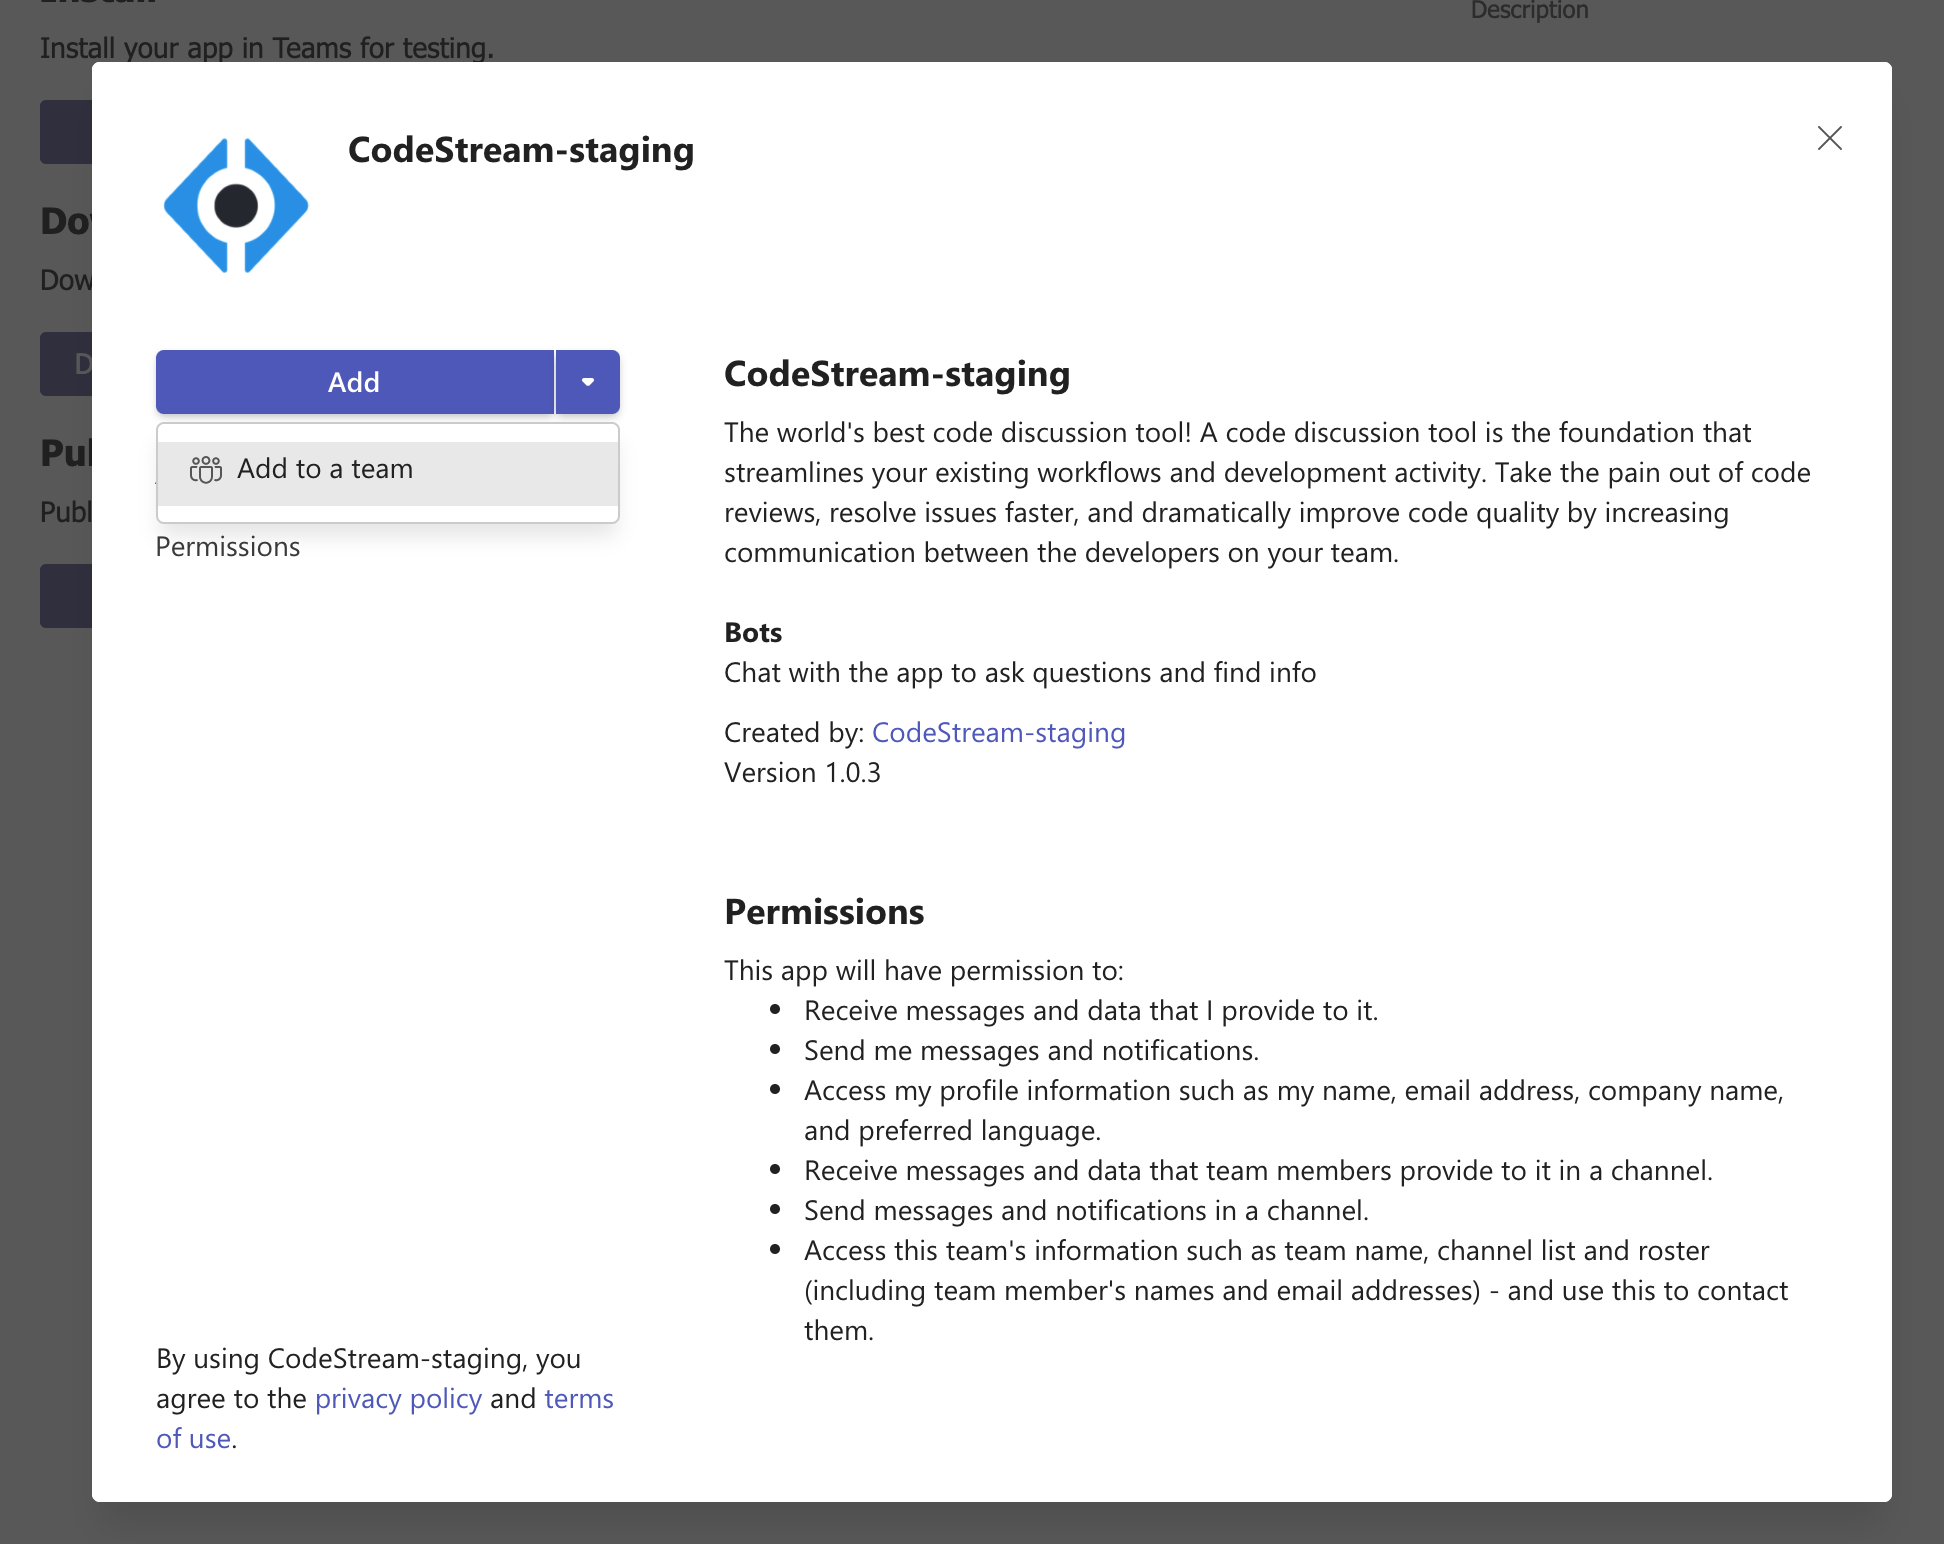 Description
Install your app in Teams for testing.
CodeStream-staging
Dow
D
Pul
Publ
Add
Add to a team
Permissions
CodeStream-staging
The world's best code discussion tool! A code discussion tool is the foundation that
streamlines your existing workflows and development activity. Take the pain out of code
reviews, resolve issues faster, and dramatically improve code quality by increasing
communication between the developers on your team.
Bots
Chat with the app to ask questions and find info
Created by: CodeStream-staging
Version 1.0.3
Permissions
This app will have permission to:
• Receive messages and data that I provide to it.
• Send me messages and notifications.
• Access my profile information such as my name, email address, company name,
and preferred language.
• Receive messages and data that team members provide to it in a channel.
• Send messages and notifications in a channel.
• Access this team's information such as team name, channel list and roster
(including team member's names and email addresses) - and use this to contact
them.
By using CodeStream-staging, you
agree to the privacy policy and terms
of use.